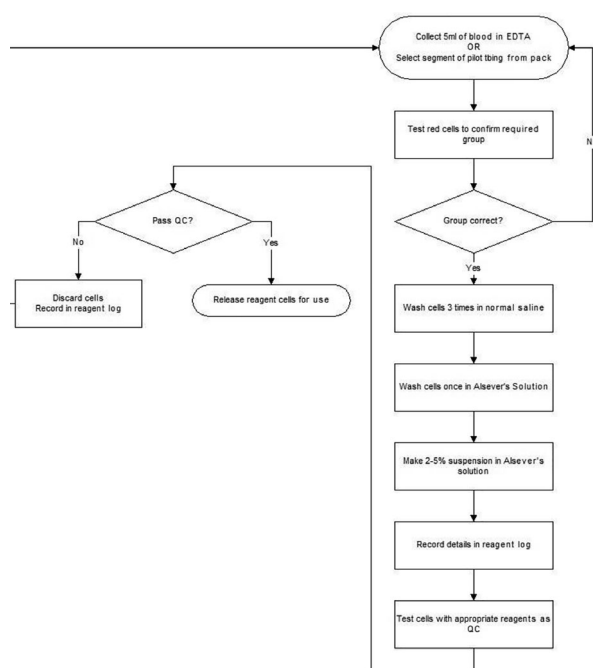 Collect 5ml of blood in EDTA
OR
Select segment of pilot tbing from pack
Test red cells to confirm required
group
N
Group correct?
Yes
Wash cells 3 times in normal saline
Wash cells once in Alsever's Solution
Make 2-5% suspension in Alsever's
solution
Record details in reagent log
Test cells with appropriate reagents as
QC
Pass QC?
No
Yes
Discard cells
Record in reagent log
Release reagent cells for use